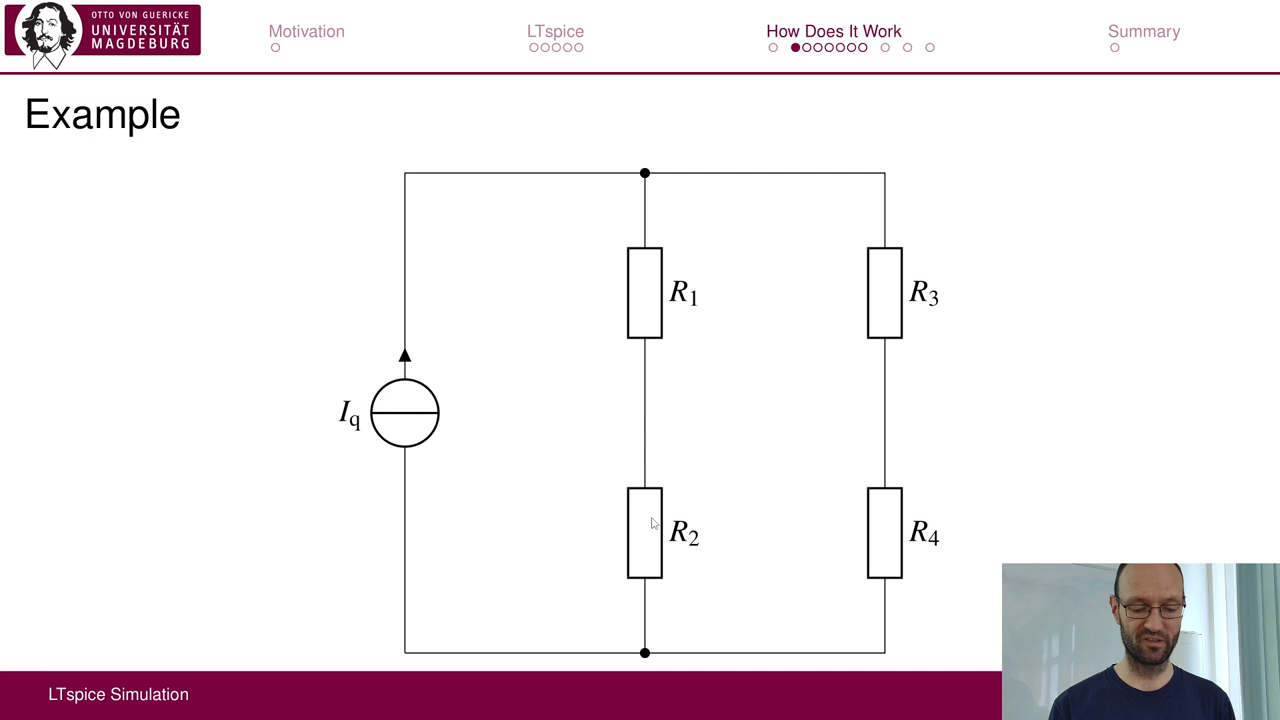 OTTO VON GUERICKE
UNIVERSITÄT
MAGDEBURG
Motivation
LTspice
How Does It Work
Summary
Example
R1
R3
Iq
R2
R4
LTspice Simulation